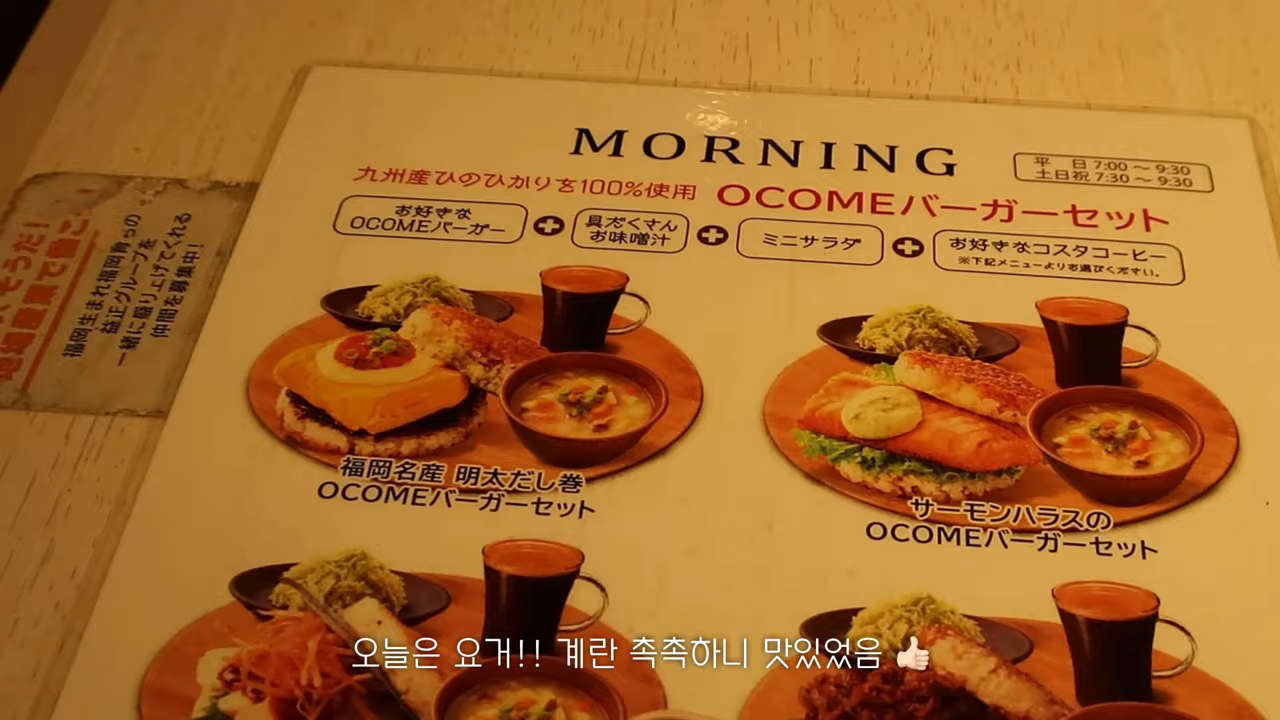 MORNING
平　日 7:00 ～ 9:30
土日祝 7:30 ～ 9:30
九州産ひのひかりを100%使用 OCOMEバーガーセット
お好きな
OCOMEバーガー
具だくさん
お味噌汁
ミニサラダ
お好きなコスタコーヒー
※下記メニューよりお選びください。
福岡生まれ福岡育ちの
益正グループを
一緒に盛り上げてくれる
仲間を募集中!
福岡名産 明太だし巻
OCOMEバーガーセット
サーモンハラスの
OCOMEバーガーセット
오늘은 요거!! 계란 촉촉하니 맛있었음 👍🏻